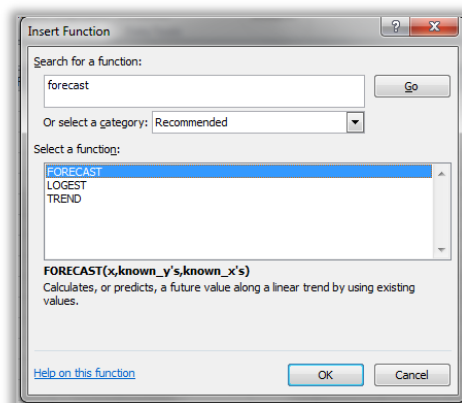 Insert Function
Search for a function:
forecast
Go
Or select a category: Recommended
Select a function:
FORECAST
LOGEST
TREND
FORECAST(x,known_y's,known_x's)
Calculates, or predicts, a future value along a linear trend by using existing
values.
Help on this function
OK
Cancel